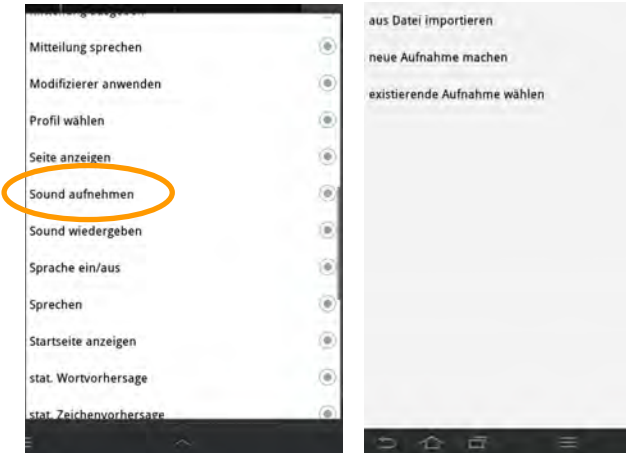 Mitteilung sprechen
Modifizierer anwenden
Profil wählen
Seite anzeigen
Sound aufnehmen
Sound wiedergeben
Sprache ein/aus
Sprechen
Startseite anzeigen
stat. Wortvorhersage
stat. Zeichenvorhersage
aus Datei importieren
neue Aufnahme machen
existierende Aufnahme wählen